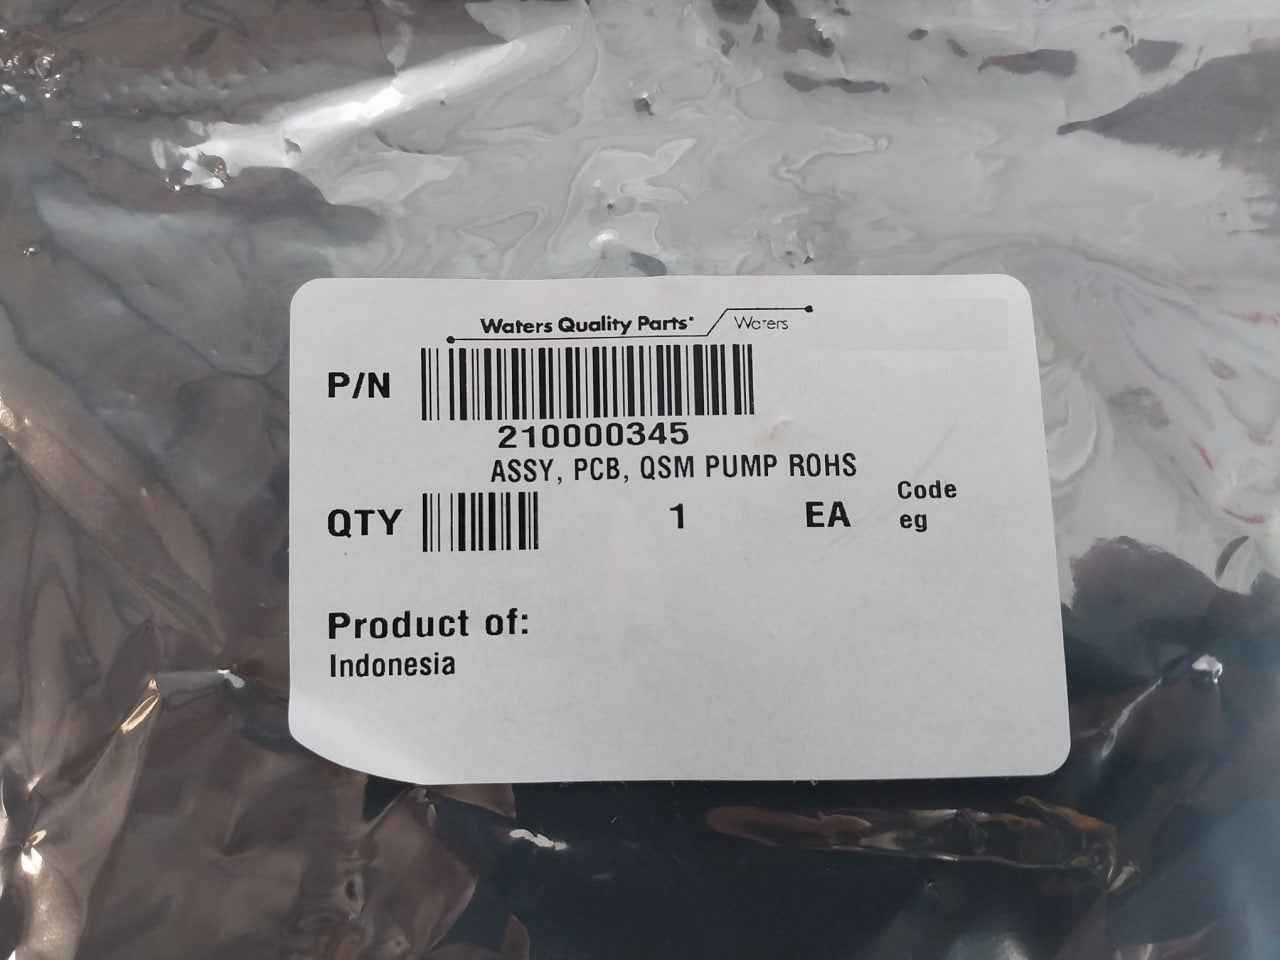 Waters Quality Parts® Waters
P/N
210000345
ASSY, PCB, QSM PUMP ROHS
QTY 1 EA Code
eg
Product of:
Indonesia